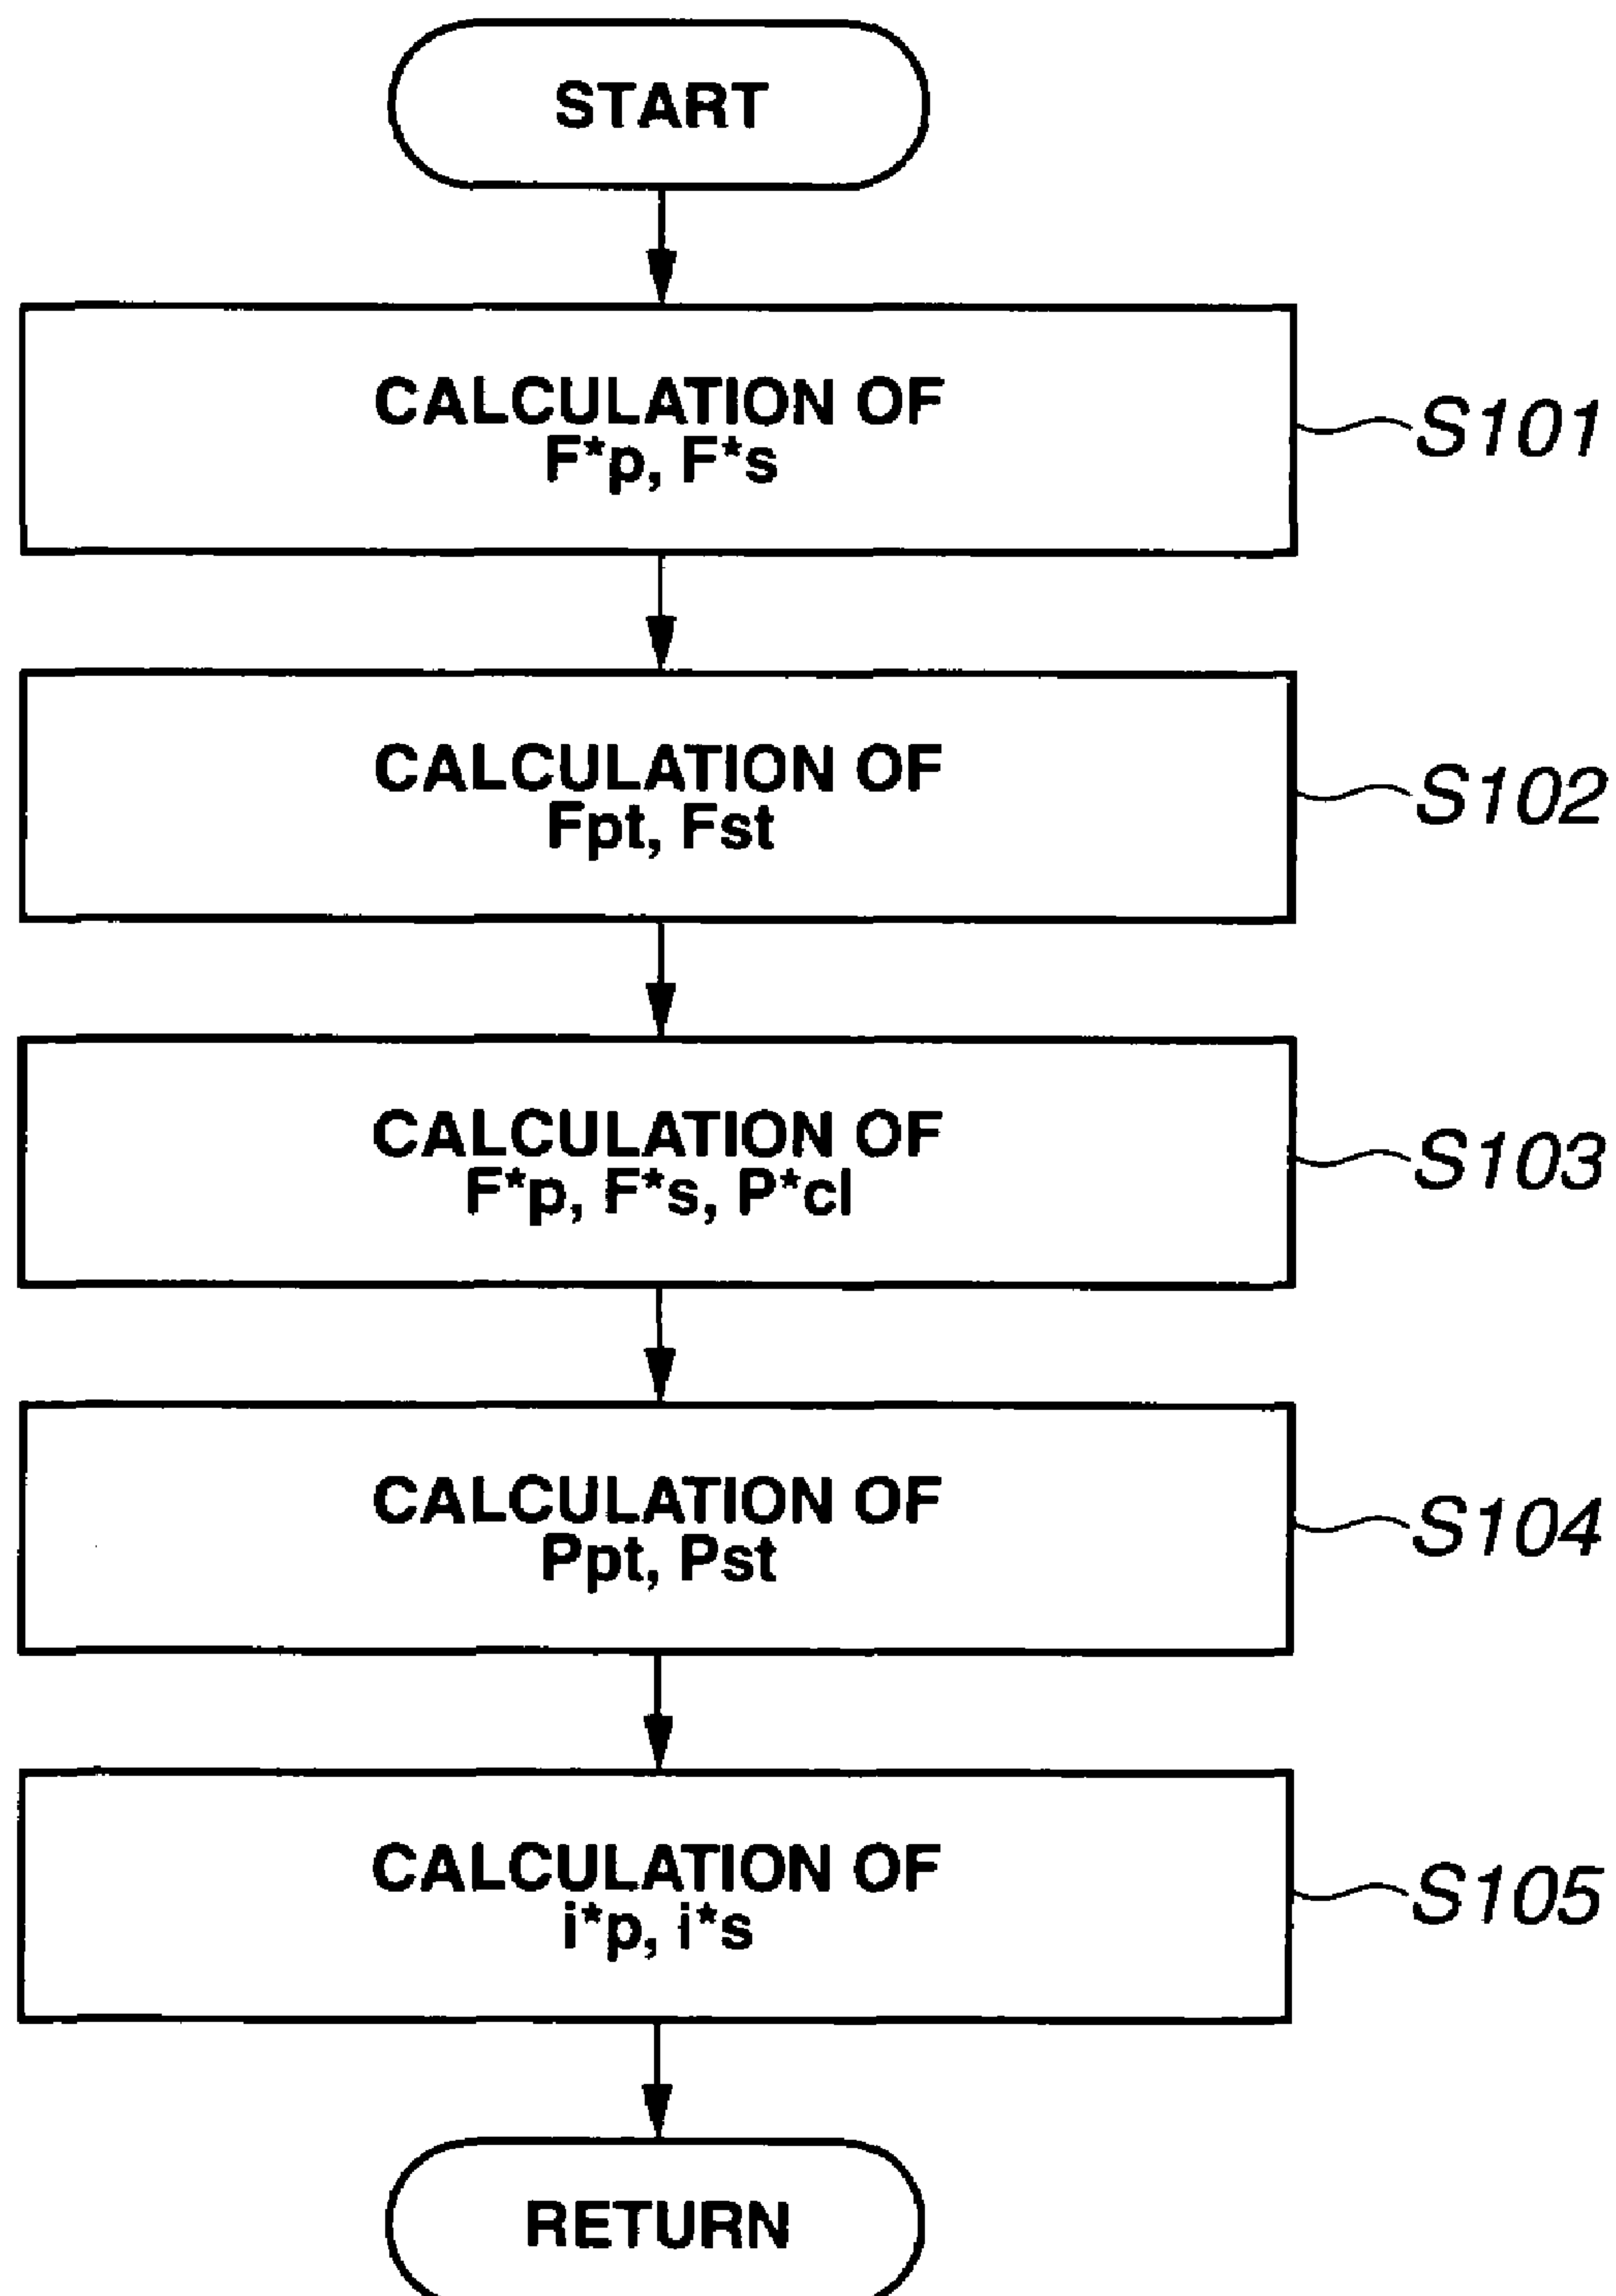 START
CALCULATION OF
F*p, F*s
S101
CALCULATION OF
Fpt, Fst
S102
CALCULATION OF
F*p, F*s, P*cl
S103
CALCULATION OF
Ppt, Pst
S104
CALCULATION OF
i*p, i*s
S105
RETURN